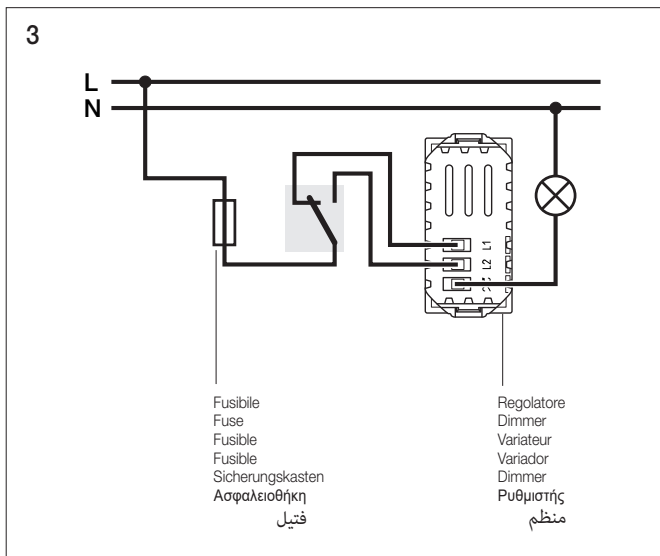 3
L
N
L1
L2
Fusibile
Fuse
Fusible
Fusible
Sicherungskasten
Ασφαλειοθήκη
فتيل
Regolatore
Dimmer
Variateur
Variador
Dimmer
Ρυθμιστής
منظم